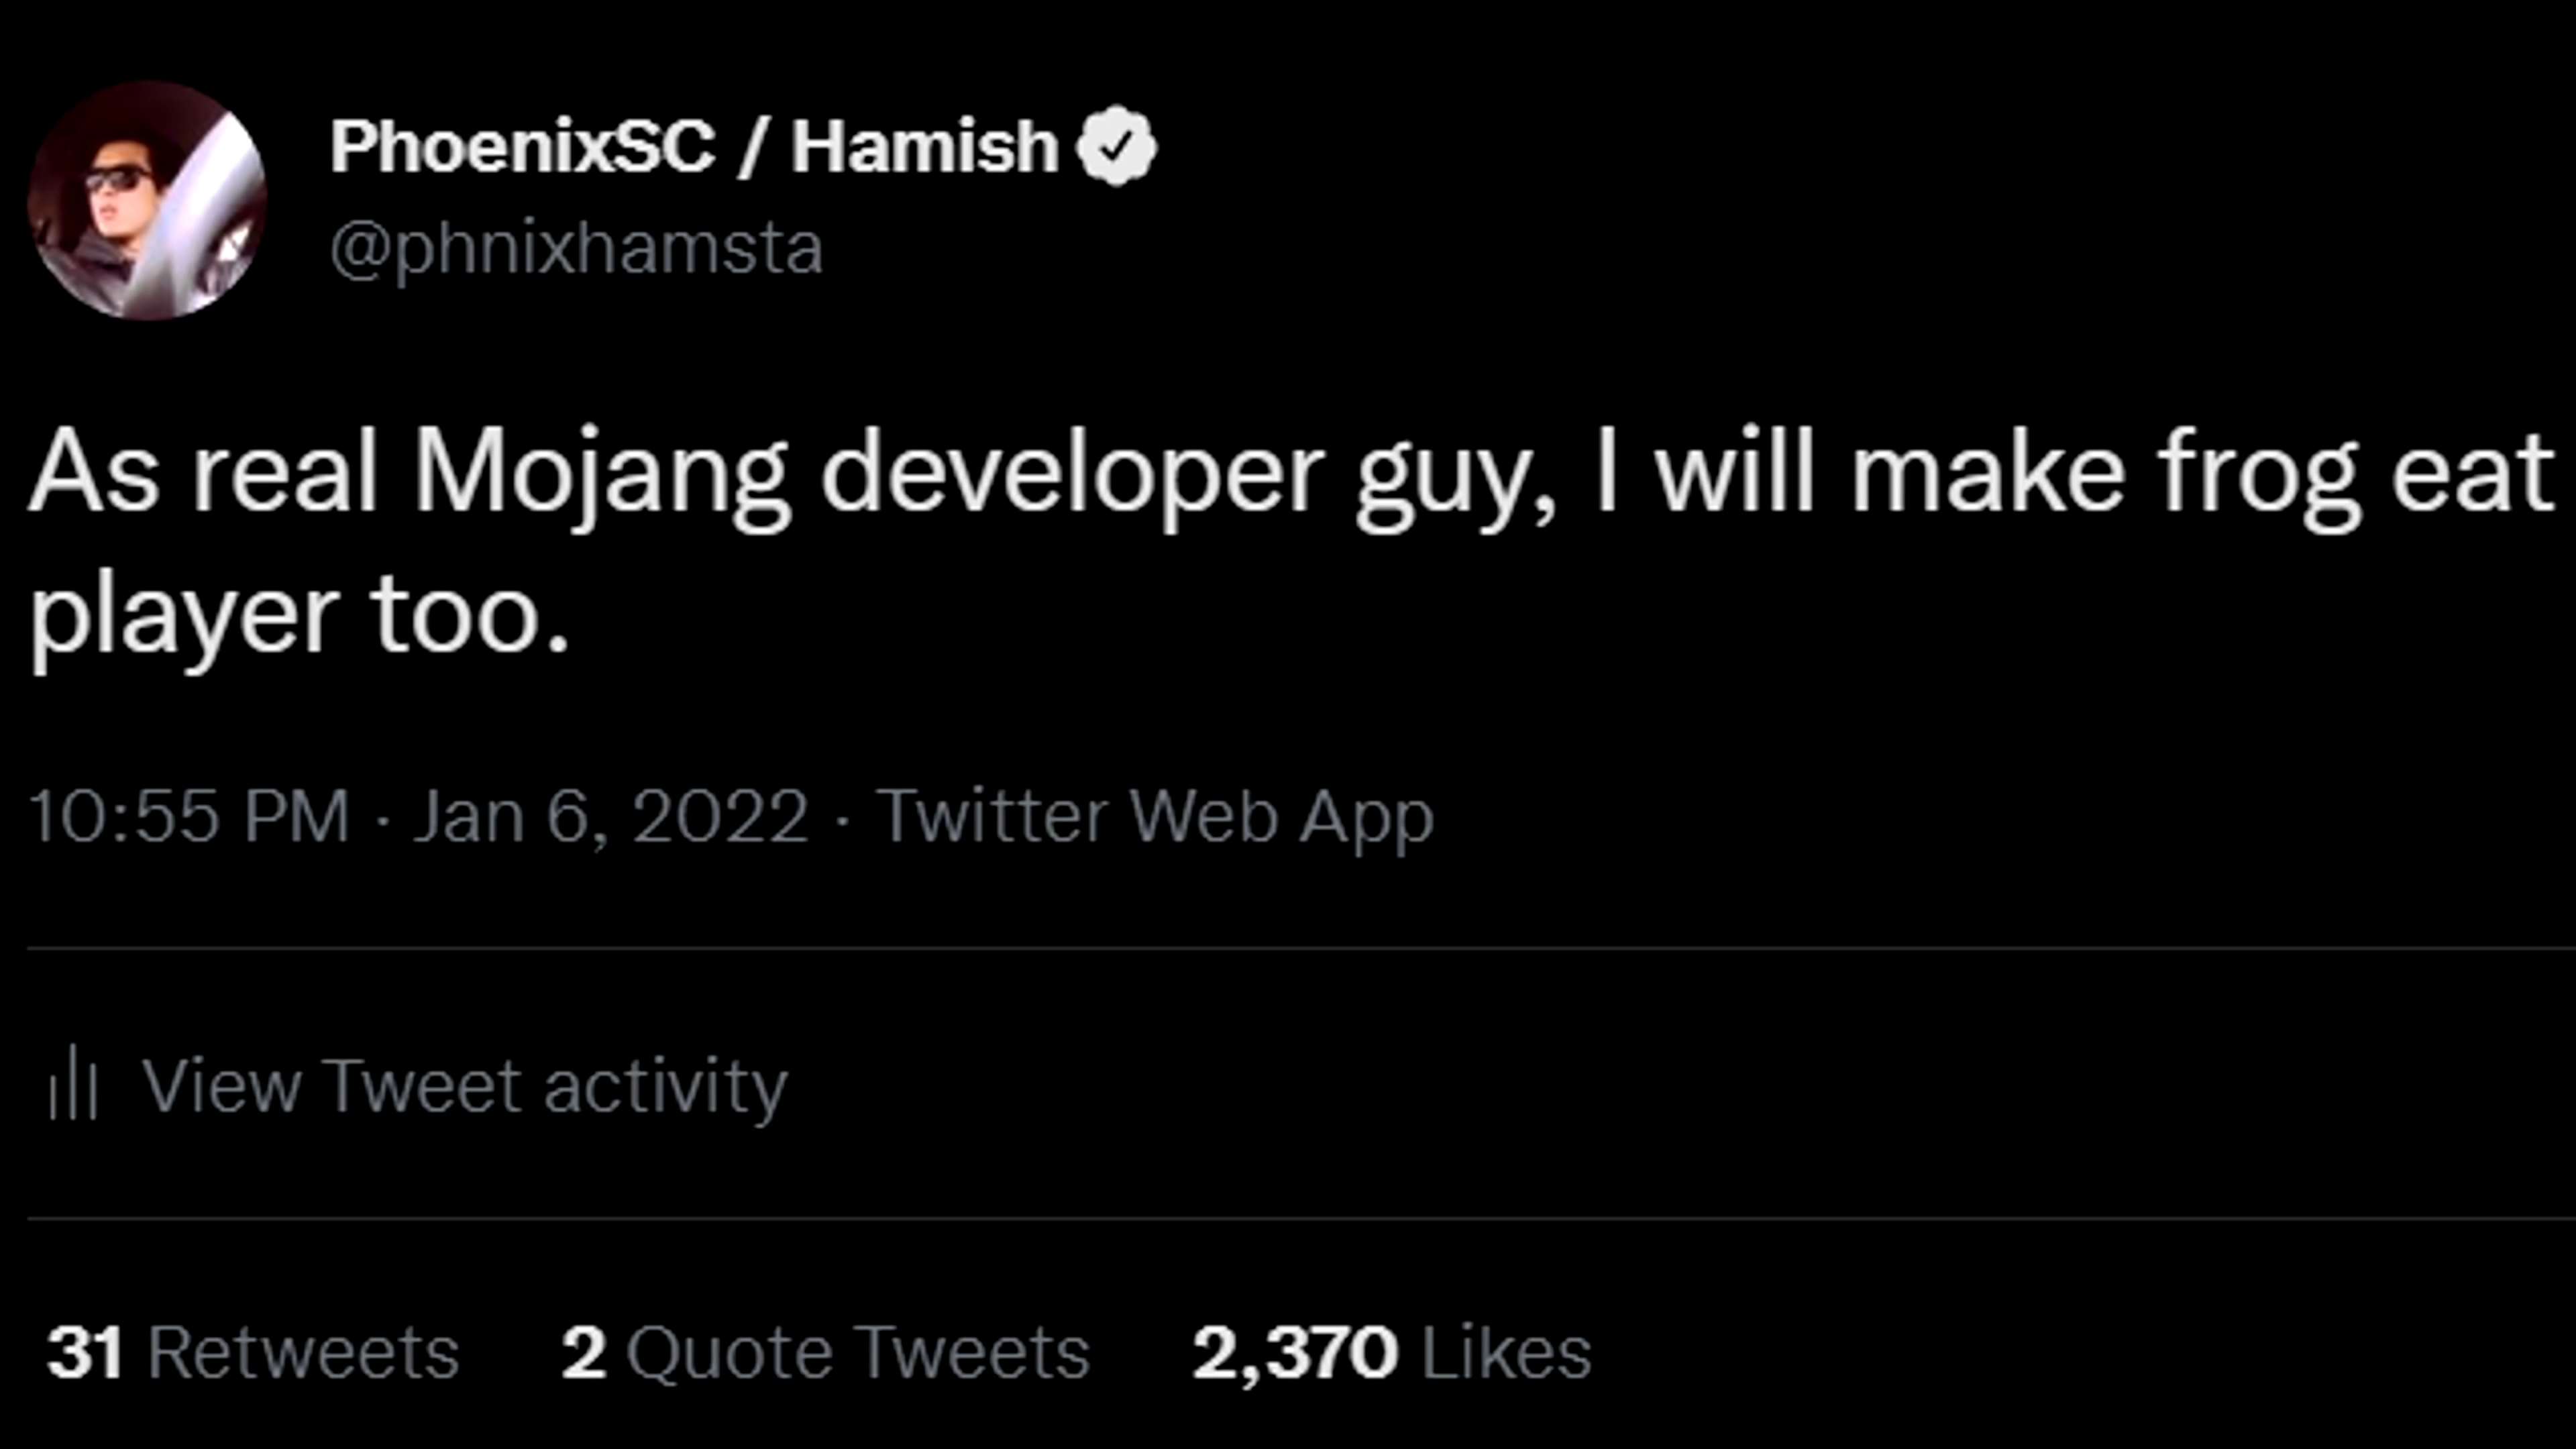 PhoenixSC / Hamish
@phnixhamsta
As real Mojang developer guy, I will make frog eat
player too.
10:55 PM · Jan 6, 2022 · Twitter Web App
View Tweet activity
31 Retweets 2 Quote Tweets 2,370 Likes